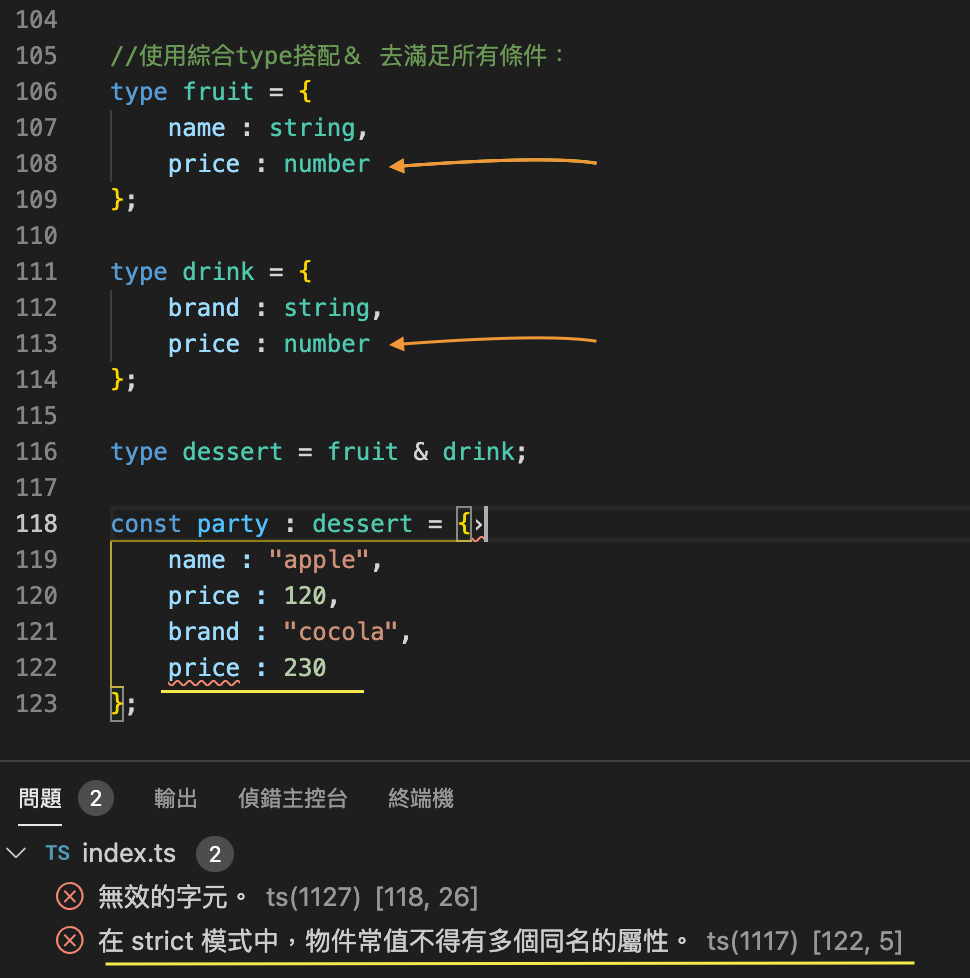 104
105 //使用綜合type搭配＆ 去滿足所有條件：
106 type fruit = {
107 name : string,
108 price : number
109 };
110
111 type drink = {
112 brand : string,
113 price : number
114 };
115
116 type dessert = fruit & drink;
117
118 const party : dessert = {›
119 name : "apple",
120 price : 120,
121 brand : "cocola",
122 price : 230
123 };
問題 2 輸出 偵錯主控台 終端機
TS index.ts 2
無效的字元。 ts(1127) [118, 26]
在 strict 模式中，物件常值不得有多個同名的屬性。 ts(1117) [122, 5]